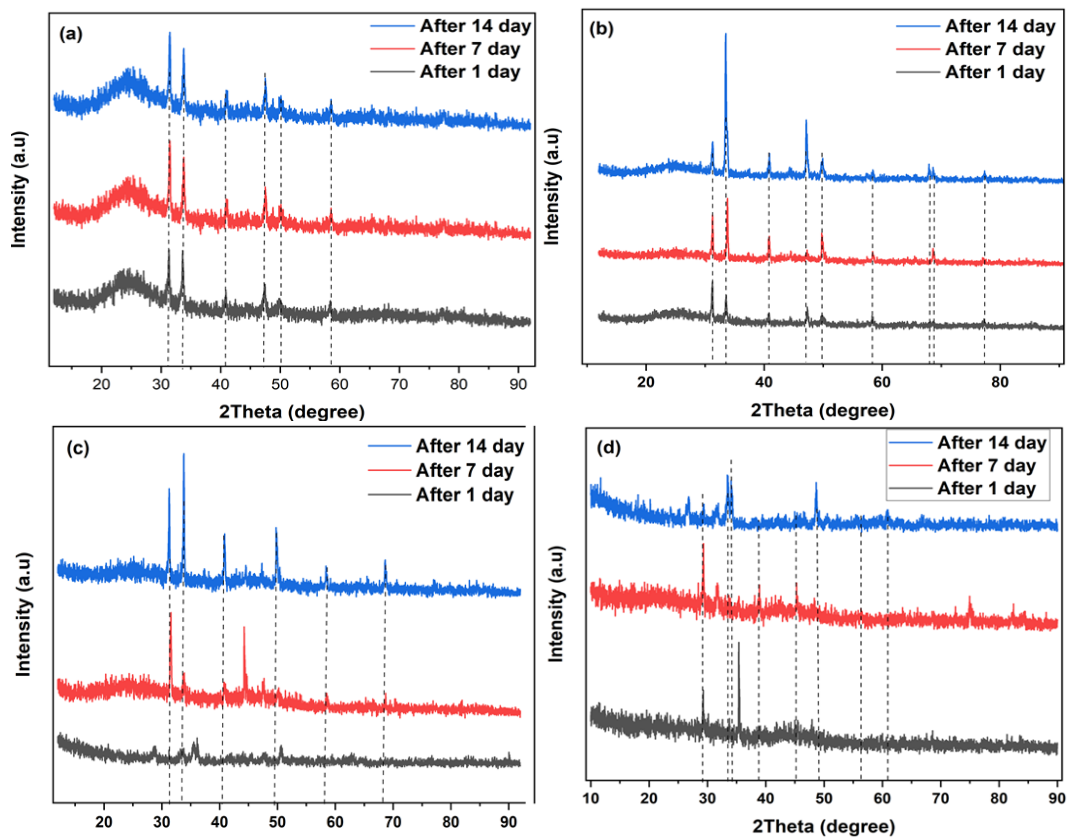 (a)
After 14 day
After 7 day
After 1 day
Intensity (a.u)
20 30 40 50 60 70 80 90
2Theta (degree)
(b)
After 14 day
After 7 day
After 1 day
Intensity (a.u)
20 40 60 80
2Theta (degree)
(c)
After 14 day
After 7 day
After 1 day
Intensity (a.u)
20 30 40 50 60 70 80 90
2Theta (degree)
(d)
After 14 day
After 7 day
After 1 day
Intensity (a.u)
10 20 30 40 50 60 70 80 90
2Theta (degree)